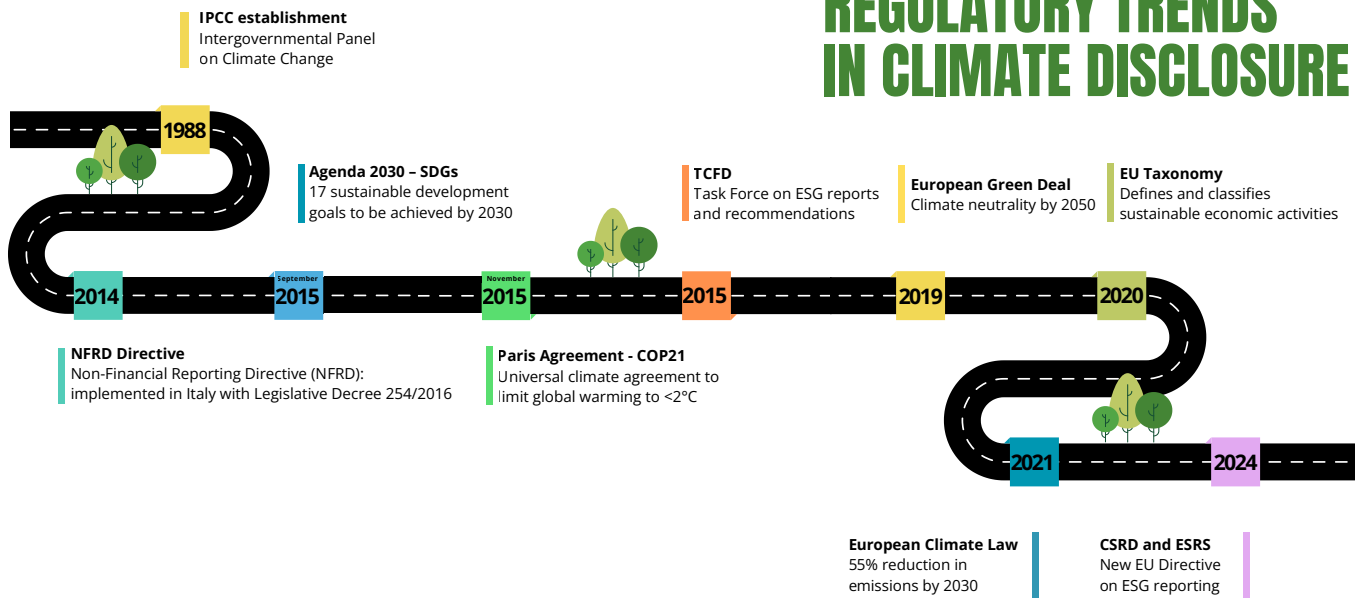 REGULATORY TRENDS
IN CLIMATE DISCLOSURE
IPCC establishment
Intergovernmental Panel
on Climate Change
1988
Agenda 2030 – SDGs
17 sustainable development
goals to be achieved by 2030
TCFD
Task Force on ESG reports
and recommendations
European Green Deal
Climate neutrality by 2050
EU Taxonomy
Defines and classifies
sustainable economic activities
2014
September
2015
November
2015
2015
2019
2020
NFRD Directive
Non-Financial Reporting Directive (NFRD):
implemented in Italy with Legislative Decree 254/2016
Paris Agreement - COP21
Universal climate agreement to
limit global warming to <2°C
2021
2024
European Climate Law
55% reduction in
emissions by 2030
CSRD and ESRS
New EU Directive
on ESG reporting